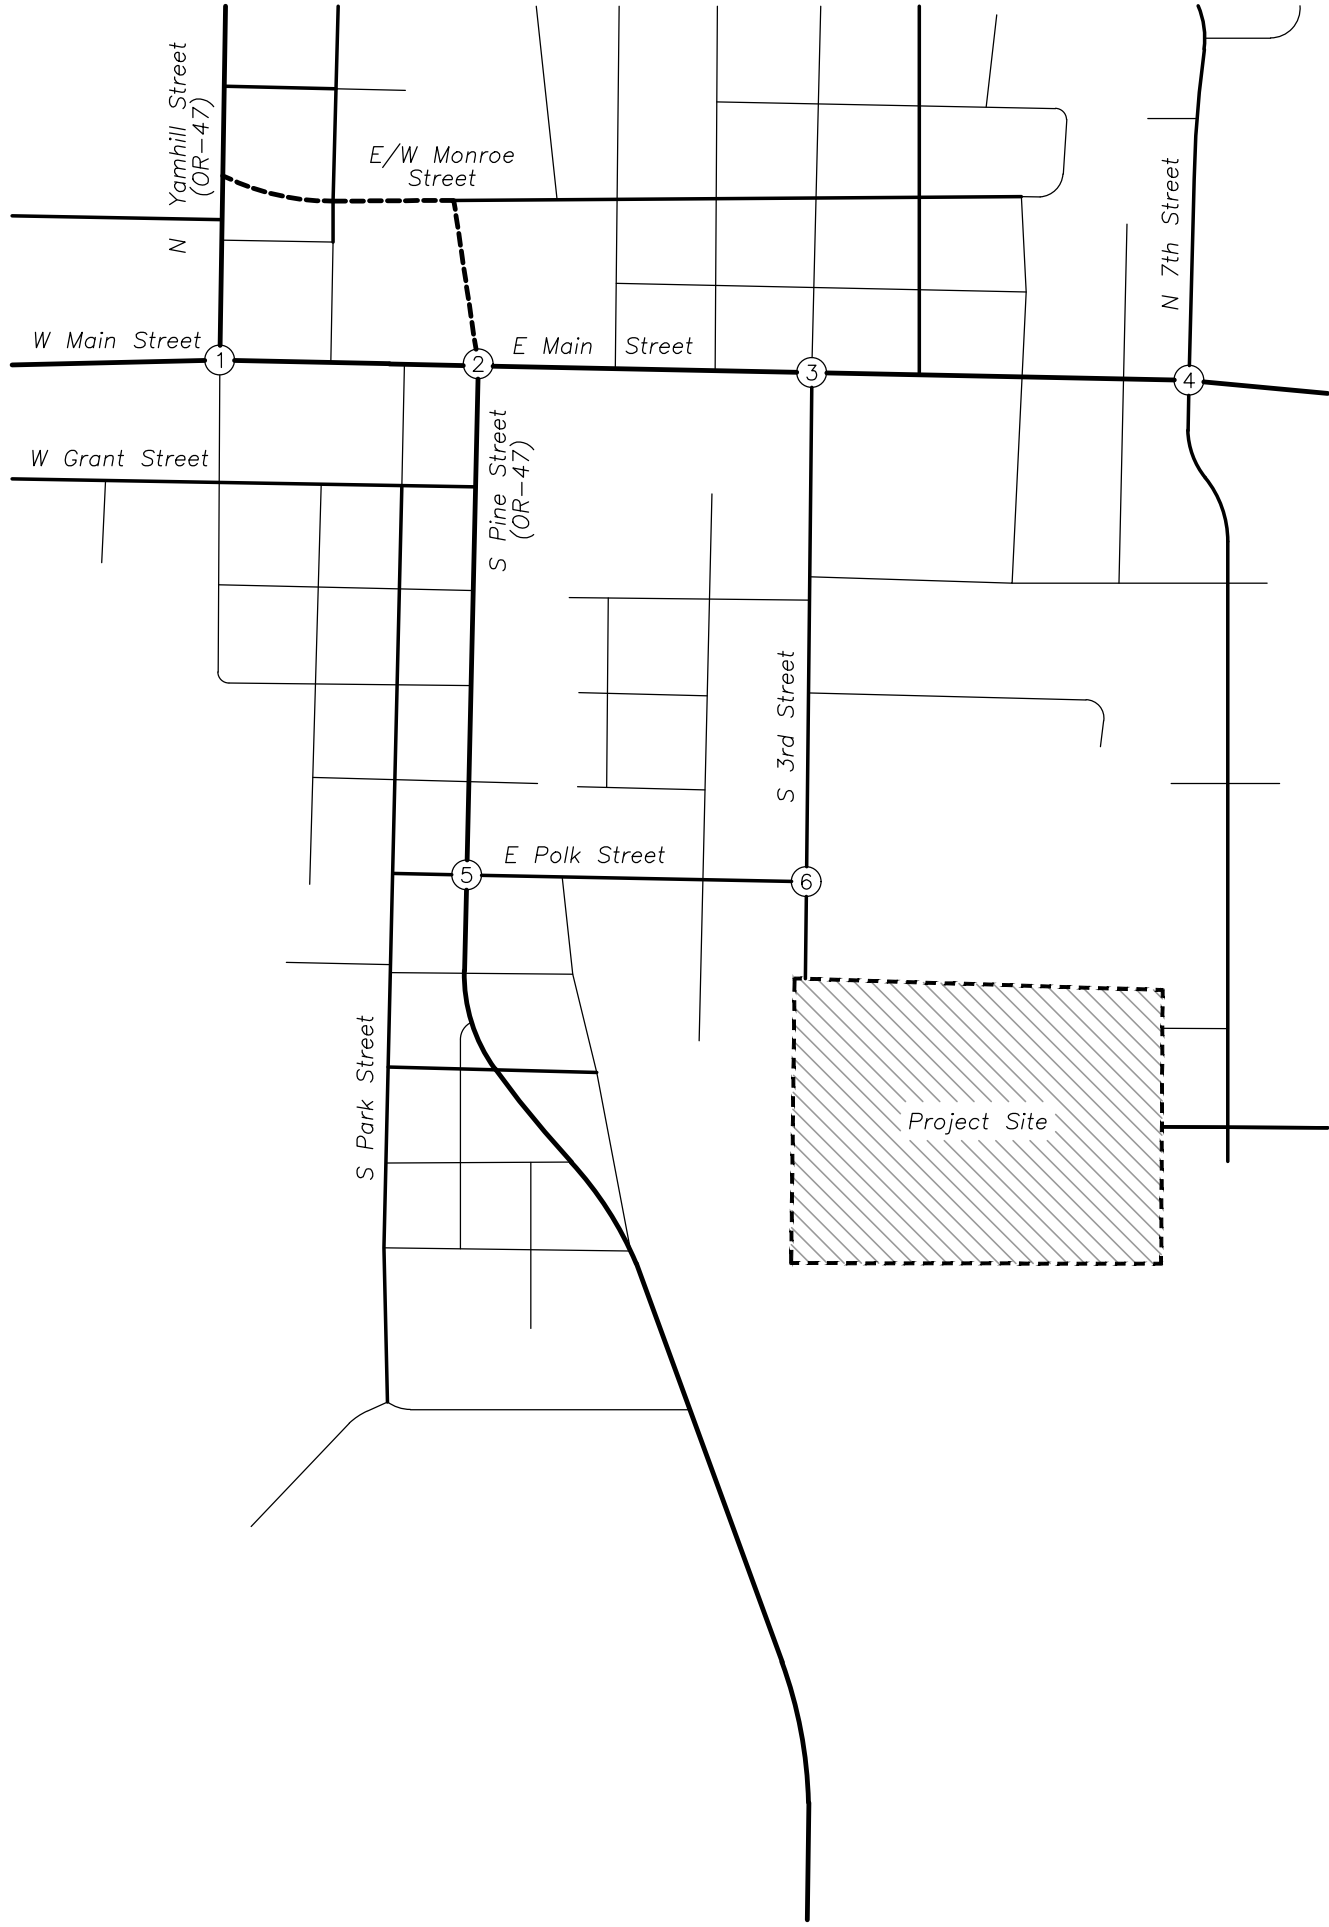 N Yamhill Street
(OR-47)
E/W Monroe
Street
N 7th Street
W Main Street
1
2
E Main Street
3
4
W Grant Street
S Pine Street
(OR-47)
S 3rd Street
5
E Polk Street
6
S Park Street
Project Site